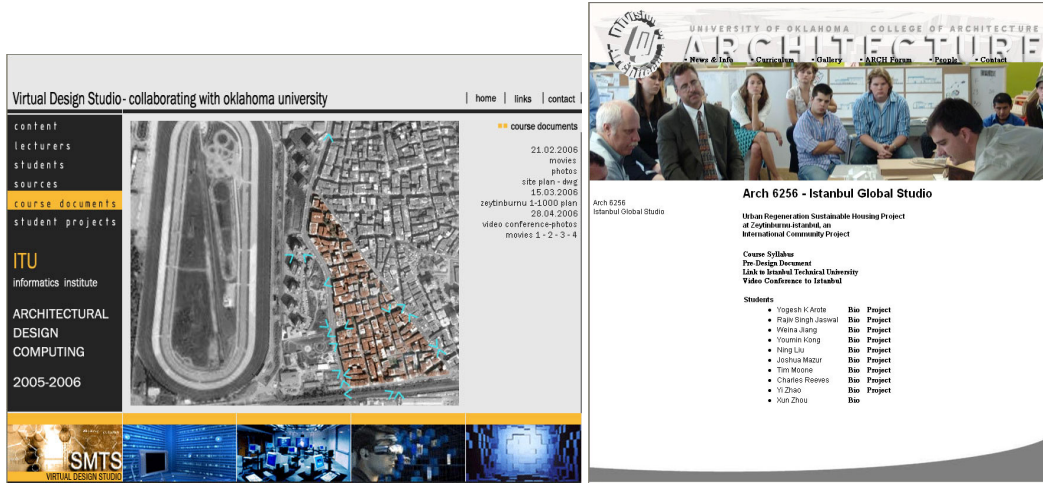 Virtual Design Studio- collaborating with oklahoma university
home
links
contact
content
lecturers
students
sources
course documents
student projects
ITU
informatics institute
ARCHITECTURAL
DESIGN
COMPUTING
2005-2006
course documents
21.02.2006
movies
photos
site plan - dwg
15.03.2006
zeytinburnu 1-1000 plan
28.04.2006
video conference-photos
movies 1 - 2 - 3 - 4
SMTS
VIRTUAL DESIGN STUDIO
Division Architecture
UNIVERSITY OF OKLAHOMA COLLEGE OF ARCHITECTURE
ARCHITECTURE
• News & Info • Curriculum • Gallery • ARCH Forum • People • Contact
Arch 6256
Istanbul Global Studio
Arch 6256 - Istanbul Global Studio
Urban Regeneration Sustainable Housing Project
at Zeytinburnu-istanbul, an
International Community Project
Course Syllabus
Pre-Design Document
Link to Istanbul Technical University
Video Conference to Istanbul
Students
• Yogesh K Arote Bio Project
• Rajiv Singh Jaswal Bio Project
• Weina Jiang Bio Project
• Youmin Kong Bio Project
• Ning Liu Bio Project
• Joshua Mazur Bio Project
• Tim Moone Bio Project
• Charles Reeves Bio Project
• Yi Zhao Bio Project
• Xun Zhou Bio